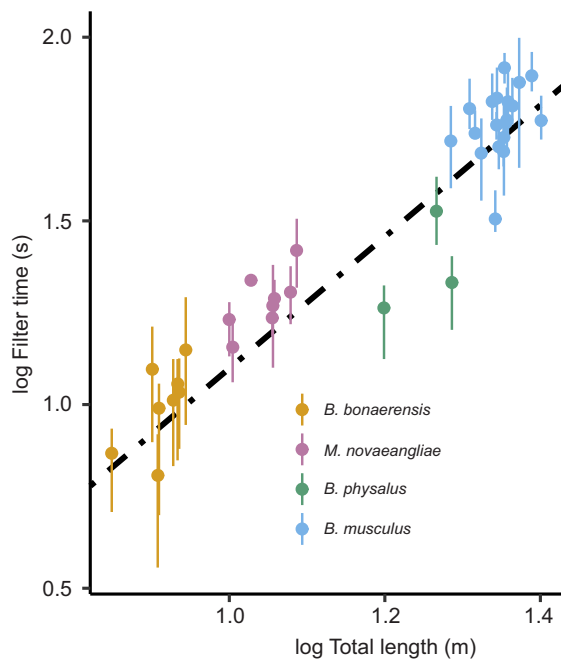 log Filter time (s)
2.0
1.5
1.0
0.5
B. bonaerensis
M. novaeangliae
B. physalus
B. musculus
1.0 1.2 1.4
log Total length (m)